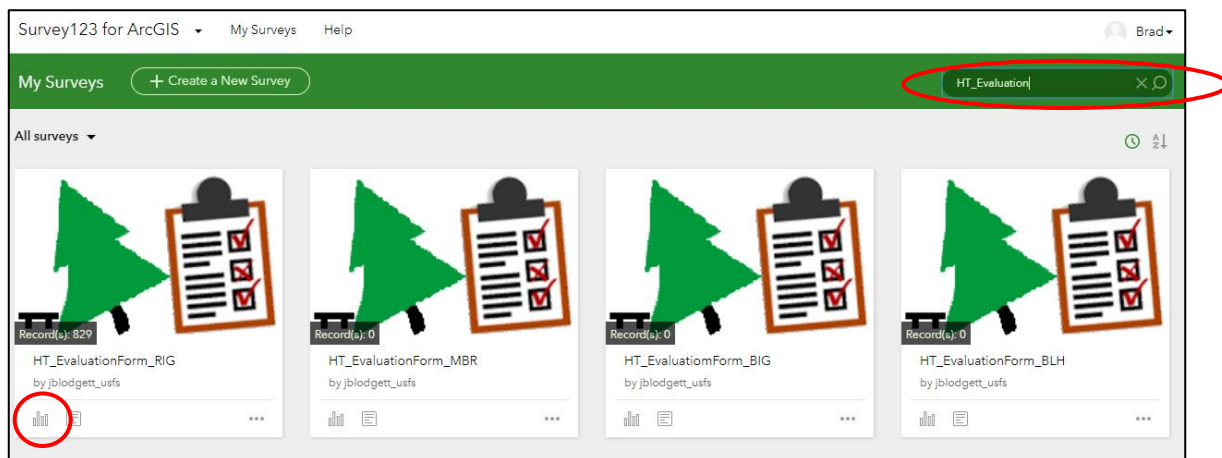 Survey123 for ArcGIS My Surveys Help Brad
My Surveys + Create a New Survey HT_Evaluation
All surveys
Record(s): 829 Record(s): 0 Record(s): 0 Record(s): 0
HT_EvaluationForm_RIG HT_EvaluationForm_MBR HT_EvaluatiomForm_BIG HT_EvaluationForm_BLH
by jblodgett_usfs by jblodgett_usfs by jblodgett_usfs by jblodgett_usfs